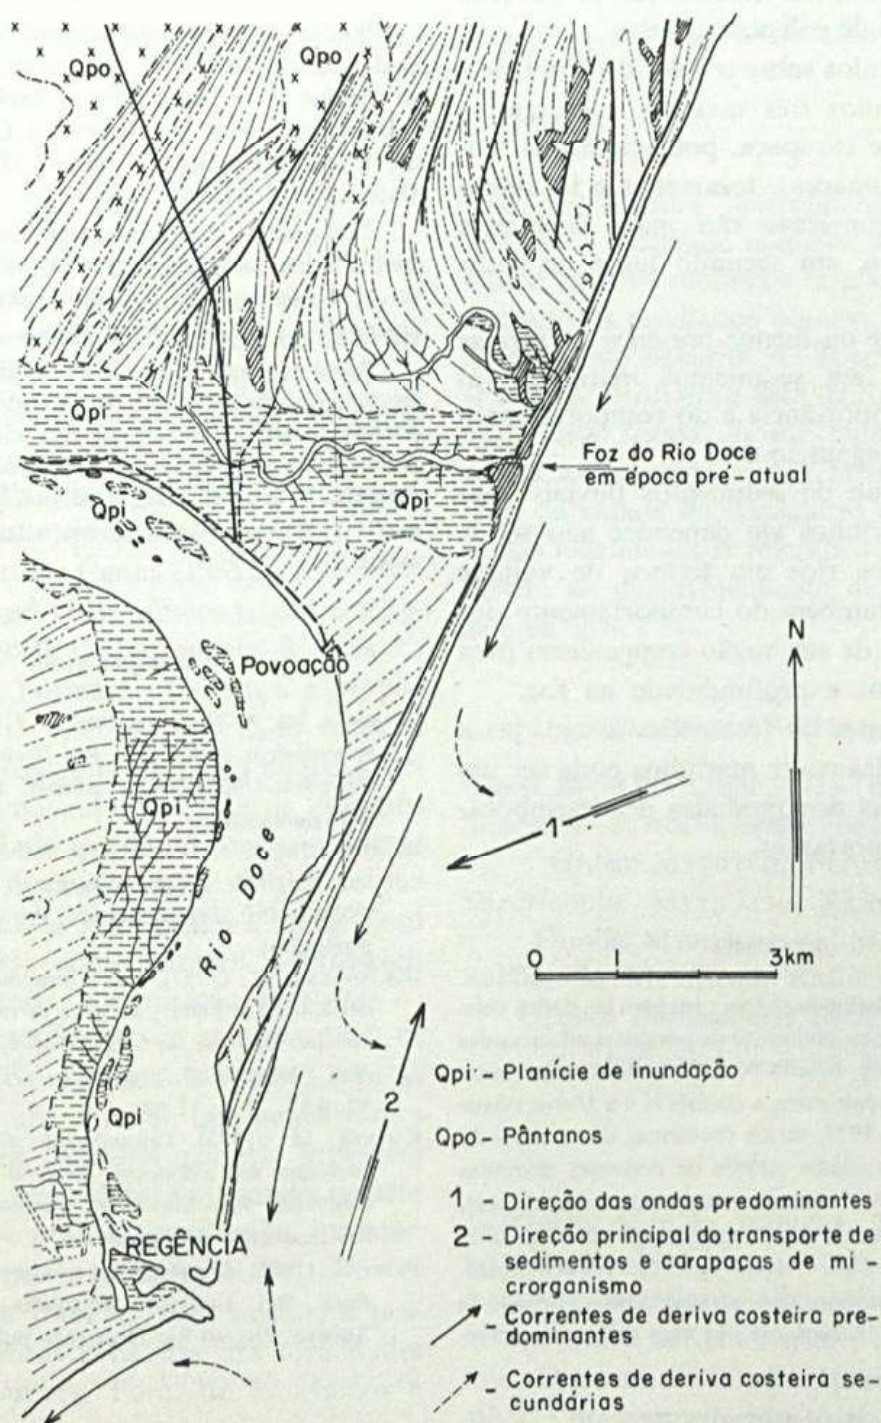 Qpo
Qpo
Qpi
Qpi
Qpi
Foz do Rio Doce
em época pré-atual
Povoação
N
1
Qpi
RIO DOCE
0 1 3km
2
Qpi
REGÊNCIA
Qpi - Planície de inundação
Qpo - Pântanos
1 - Direção das ondas predominantes
2 - Direção principal do transporte de
sedimentos e carapaças de mi-
crorganismo
- Correntes de deriva costeira pre-
dominantes
- Correntes de deriva costeira se-
cundárias